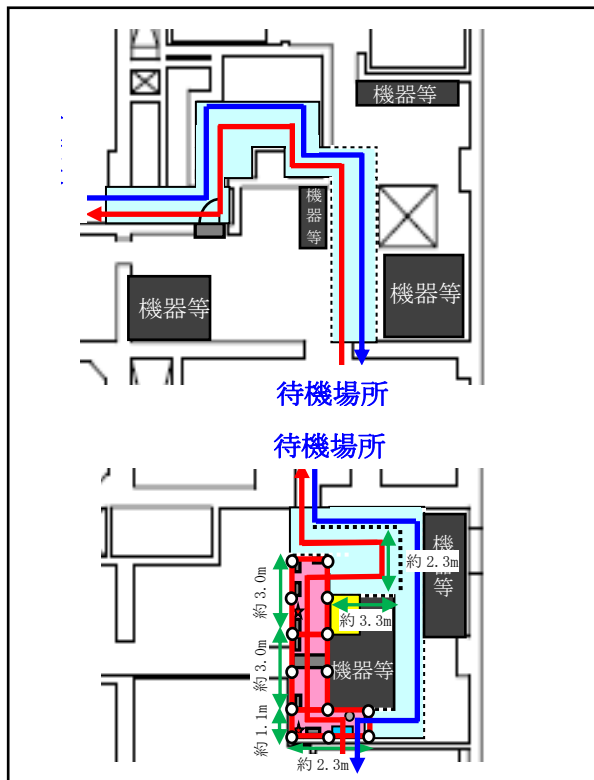 機器等
機器等
機器等
機器等
待機場所
待機場所
機器等
約 2.3m
約 3.0m
約 3.3m
機器等
約 3.0m
約 1.1m
約 2.3m